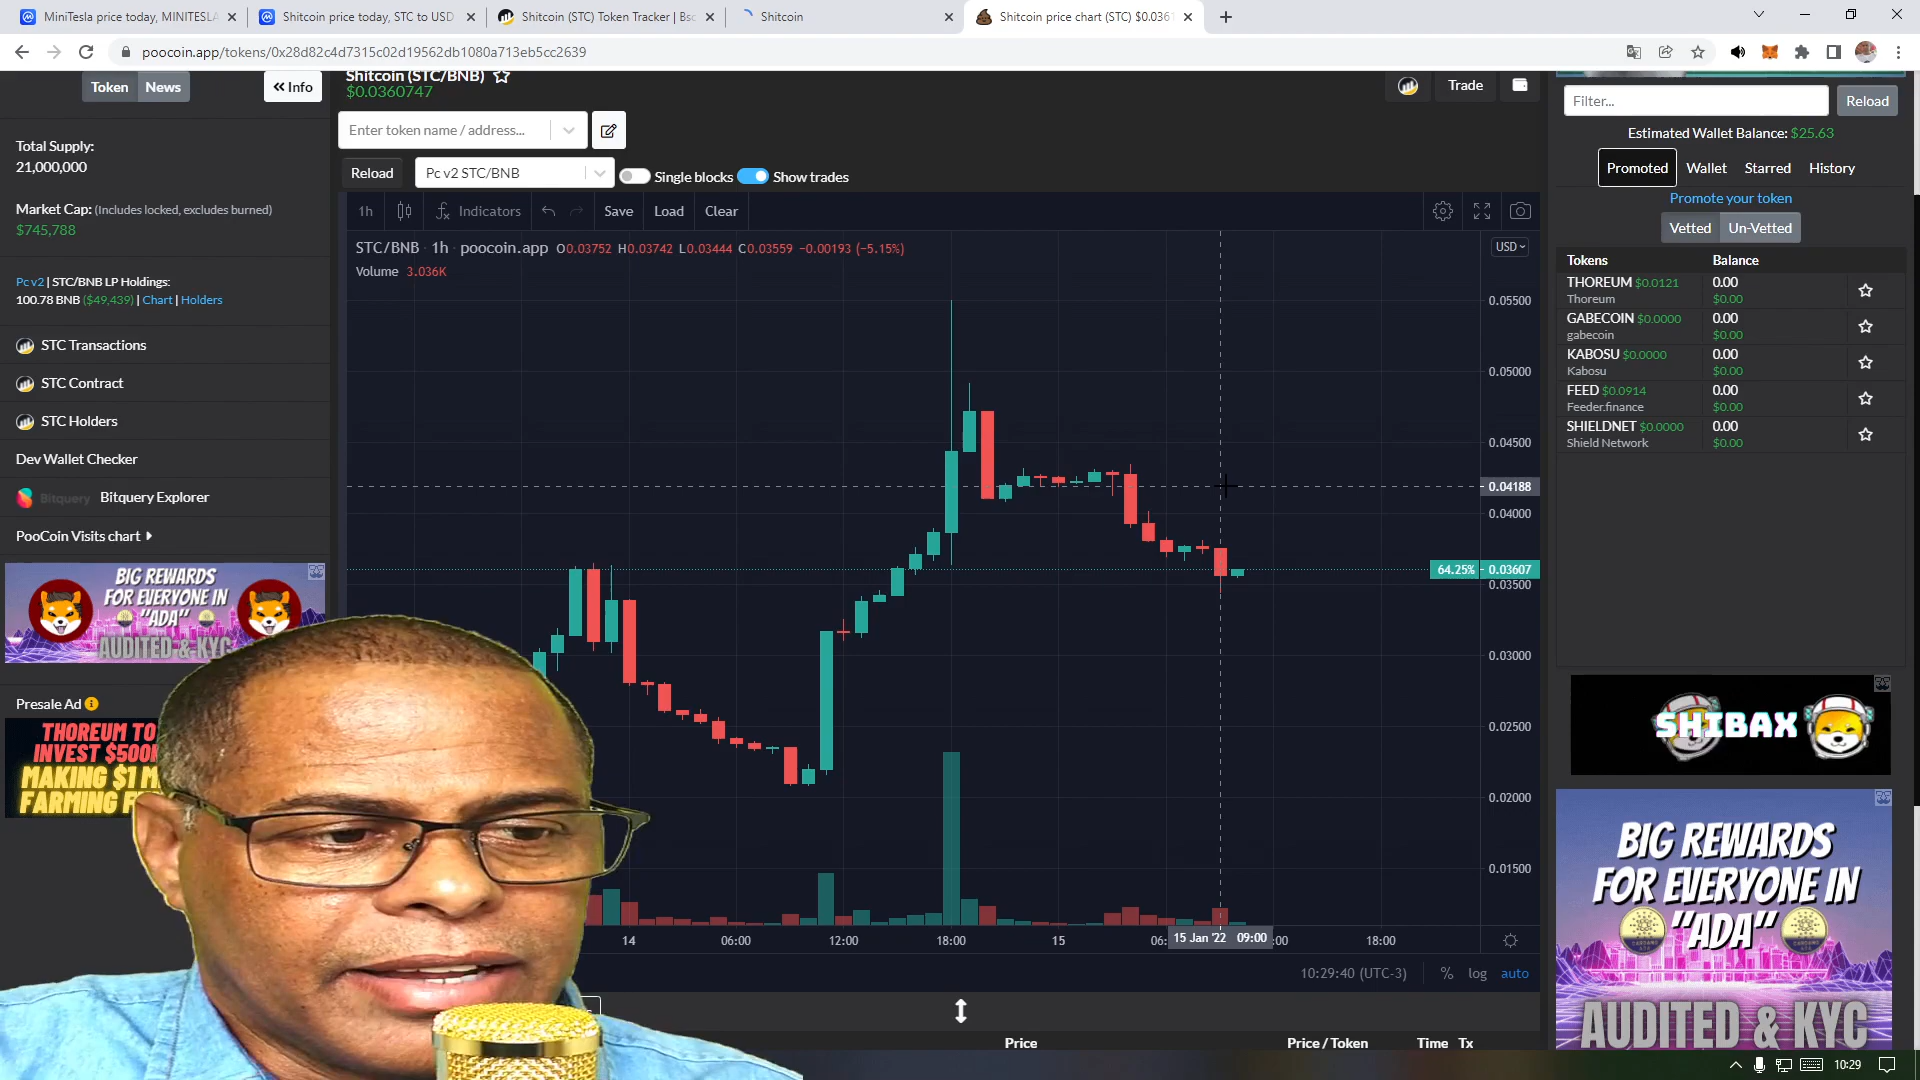 MiniTesla price today, MINITESLA
Shitcoin price today, STC to USD
Shitcoin (STC) Token Tracker | Bsc
Shitcoin
Shitcoin price chart (STC) $0.036
poocoin.app/tokens/0x28d82c4d7315c02d19562db1080a713eb5cc2639
Token
News
Info
Total Supply:
21,000,000
Market Cap: (Includes locked, excludes burned)
$745,788
Pc v2 | STC/BNB LP Holdings:
100.78 BNB ($49,439) | Chart | Holders
STC Transactions
STC Contract
STC Holders
Dev Wallet Checker
Bitquery Bitquery Explorer
PooCoin Visits chart
BIG REWARDS
FOR EVERYONE IN
"ADA"
AUDITED & KYC
Presale Ad
THOREUM TO
INVEST $500
MAKING $1 M
FARMING F
Shitcoin (STC/BNB)
$0.0360747
Trade
Enter token name / address...
Reload
Pc v2 STC/BNB
Single blocks
Show trades
1h
Indicators
Save
Load
Clear
STC/BNB · 1h · poocoin.app O0.03752 H0.03742 L0.03444 C0.03559 −0.00193 (−5.15%)
Volume 3.036K
USD
0.05500
0.05000
0.04500
0.04188
0.04000
64.25% 0.03607
0.03500
0.03000
0.02500
0.02000
0.01500
14
06:00
12:00
18:00
15
06:
15 Jan '22 09:00
:00
18:00
10:29:40 (UTC-3)
%
log
auto
Price
Price / Token
Time
Tx
Filter...
Reload
Estimated Wallet Balance: $25.63
Promoted
Wallet
Starred
History
Promote your token
Vetted
Un-Vetted
Tokens
Balance
THOREUM $0.0121 0.00
Thoreum $0.00
GABECOIN $0.0000 0.00
gabecoin $0.00
KABOSU $0.0000 0.00
Kabosu $0.00
FEED $0.0914 0.00
Feeder.finance $0.00
SHIELDNET $0.0000 0.00
Shield Network $0.00
SHIBAX
BIG REWARDS
FOR EVERYONE IN
"ADA"
AUDITED & KYC
10:29